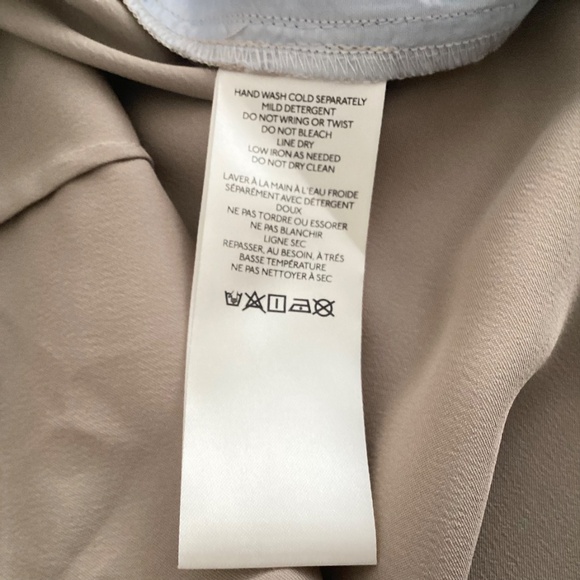 HAND WASH COLD SEPARATELY
MILD DETERGENT
DO NOT WRING OR TWIST
DO NOT BLEACH
LINE DRY
LOW IRON AS NEEDED
DO NOT DRY CLEAN
LAVER À LA MAIN À L'EAU FROIDE
SÉPARÉMENT AVEC DÉTERGENT
DOUX
NE PAS TORDRE OU ESSORER
NE PAS BLANCHIR
LIGNE SEC
REPASSER, AU BESOIN, À TRÉS
BASSE TEMPÉRATURE
NE PAS NETTOYER À SEC